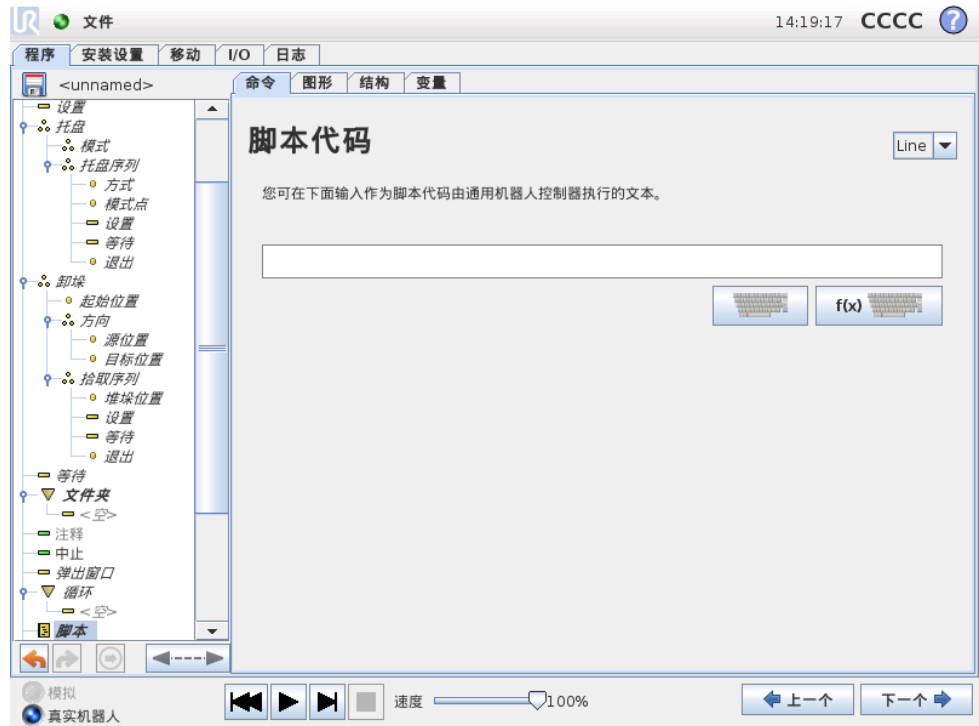 UR 文件 14:19:17 CCCC ?
程序 安装设置 移动 I/O 日志
<unnamed>
命令 图形 结构 变量
设置
托盘
模式
托盘序列
方式
模式点
设置
等待
退出
卸垛
起始位置
方向
源位置
目标位置
拾取序列
堆垛位置
设置
等待
退出
等待
文件夹
<空>
注释
中止
弹出窗口
循环
<空>
脚本
脚本代码
Line
您可在下面输入作为脚本代码由通用机器人控制器执行的文本。
f(x)
模拟
真实机器人
速度 100%
上一个 下一个